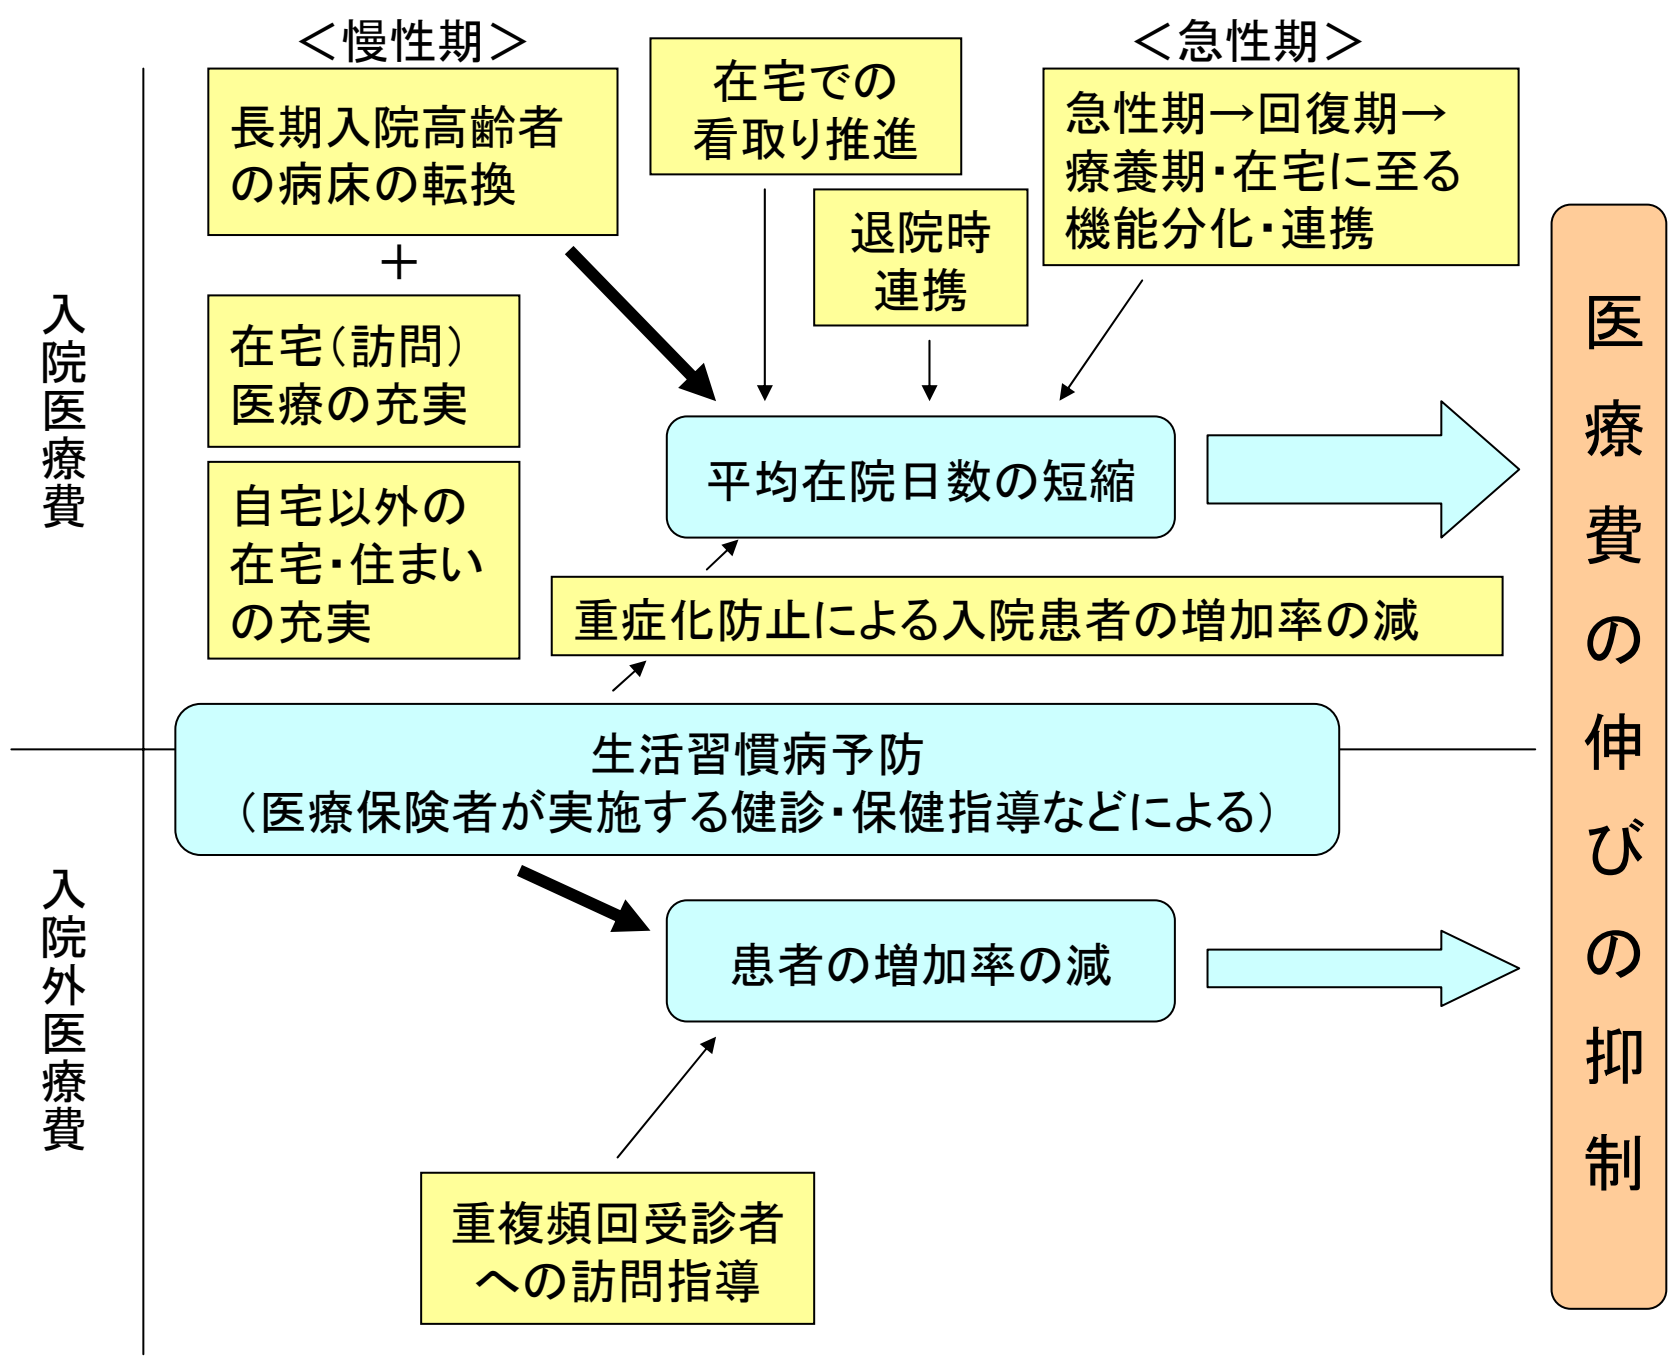 ＜慢性期＞
＜急性期＞
長期入院高齢者
の病床の転換
在宅での
看取り推進
急性期→回復期→
療養期・在宅に至る
機能分化・連携
退院時
連携
＋
在宅（訪問）
医療の充実
自宅以外の
在宅・住まい
の充実
入院医療費
平均在院日数の短縮
重症化防止による入院患者の増加率の減
生活習慣病予防
（医療保険者が実施する健診・保健指導などによる）
入院外医療費
患者の増加率の減
重複頻回受診者
への訪問指導
医療費の伸びの抑制